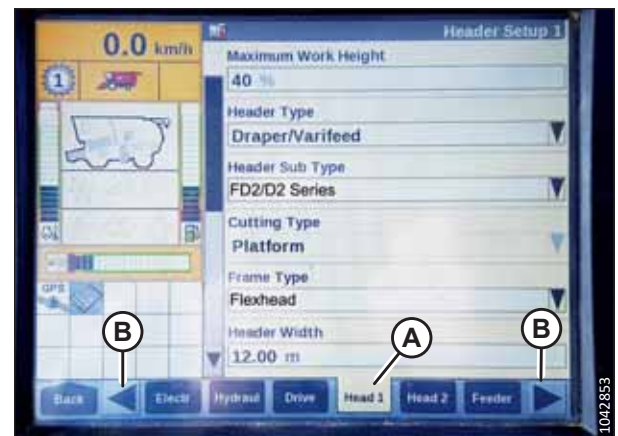 0.0 km/h
Header Setup 1
1
Maximum Work Height
40 %
Header Type
Draper/Varifeed
Header Sub Type
FD2/D2 Series
Cutting Type
Platform
Frame Type
Flexhead
Header Width
12.00 m
GPS
B
A
B
Back
Electr
Hydraul
Drive
Head 1
Head 2
Feeder
1042853